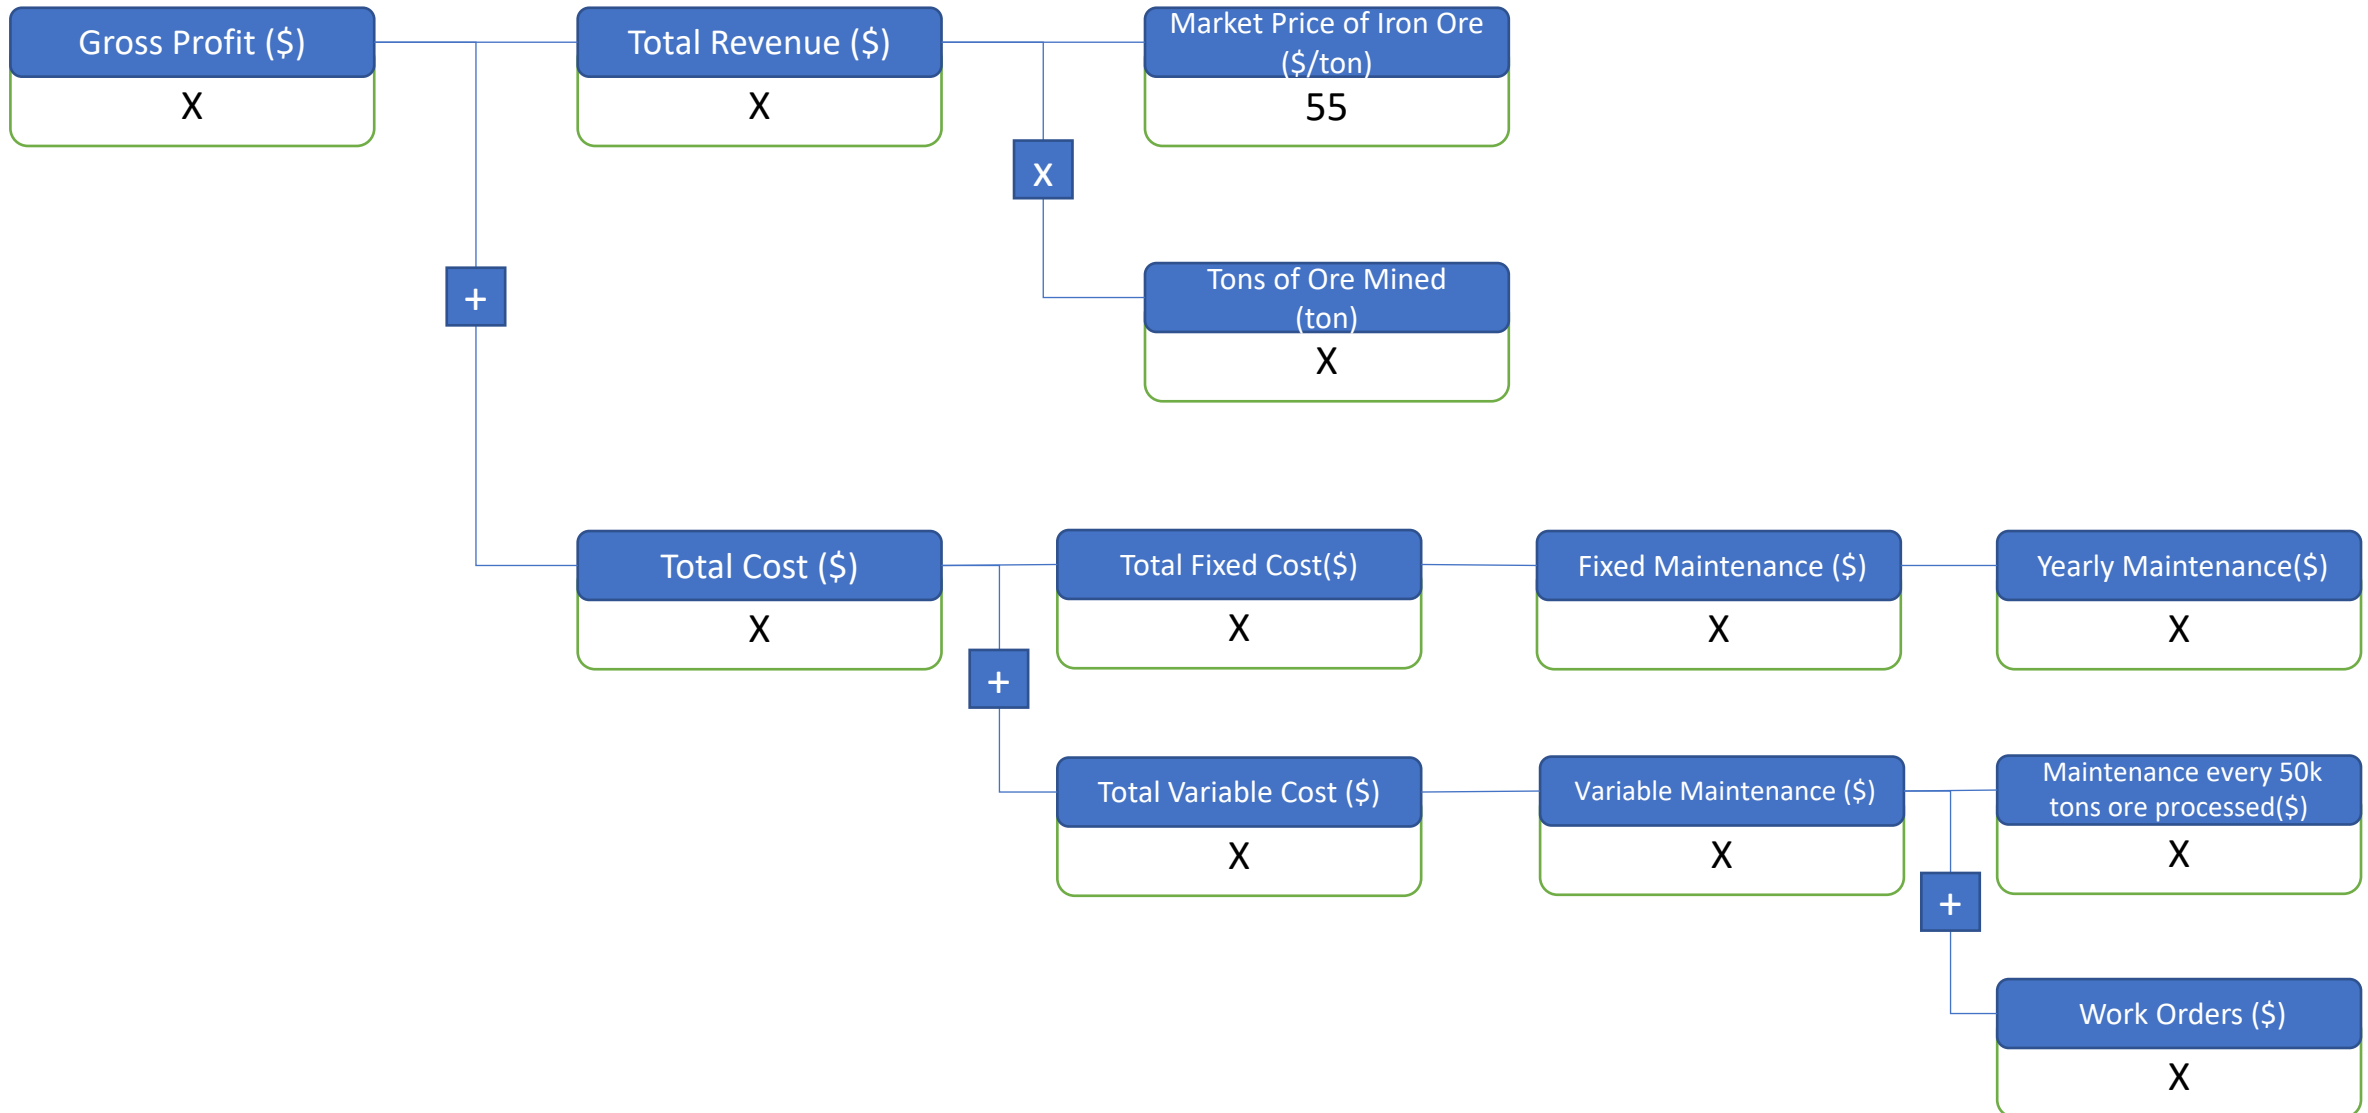 Gross Profit ($)
X
Total Revenue ($)
X
Market Price of Iron Ore
($/ton)
55
x
Tons of Ore Mined
(ton)
X
+
Total Cost ($)
X
Total Fixed Cost($)
X
Fixed Maintenance ($)
X
Yearly Maintenance($)
X
+
Total Variable Cost ($)
X
Variable Maintenance ($)
X
Maintenance every 50k
tons ore processed($)
X
+
Work Orders ($)
X